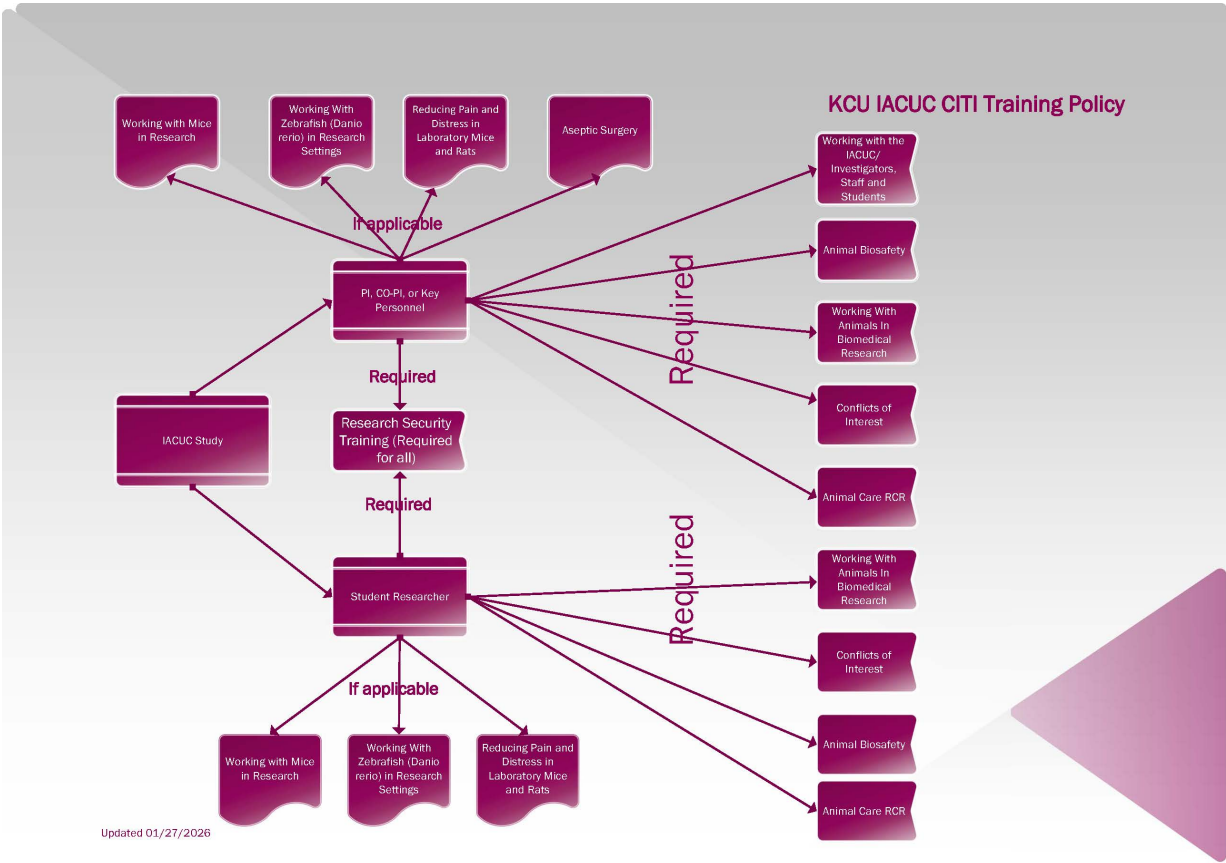 KCU IACUC CITI Training Policy
Working with Mice
in Research
Working With
Zebrafish (Danio
rerio) in Research
Settings
Reducing Pain and
Distress in
Laboratory Mice
and Rats
Aseptic Surgery
Working with the
IACUC/
Investigators,
Staff and
Students
If applicable
Animal Biosafety
PI, CO-PI, or Key
Personnel
Required
Working With
Animals In
Biomedical
Research
Required
Conflicts of
Interest
IACUC Study
Research Security
Training (Required
for all)
Animal Care RCR
Required
Required
Working With
Animals In
Biomedical
Research
Student Researcher
Conflicts of
Interest
If applicable
Animal Biosafety
Working with Mice
in Research
Working With
Zebrafish (Danio
rerio) in Research
Settings
Reducing Pain and
Distress in
Laboratory Mice
and Rats
Animal Care RCR
Updated 01/27/2026